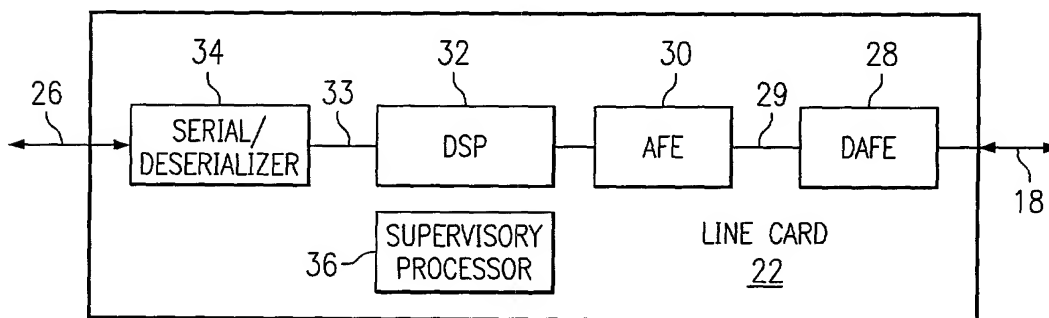 34
32
30
28
26
33
29
SERIAL/
DESERIALIZER
DSP
AFE
DAFE
18
SUPERVISORY
PROCESSOR
36
LINE CARD
22